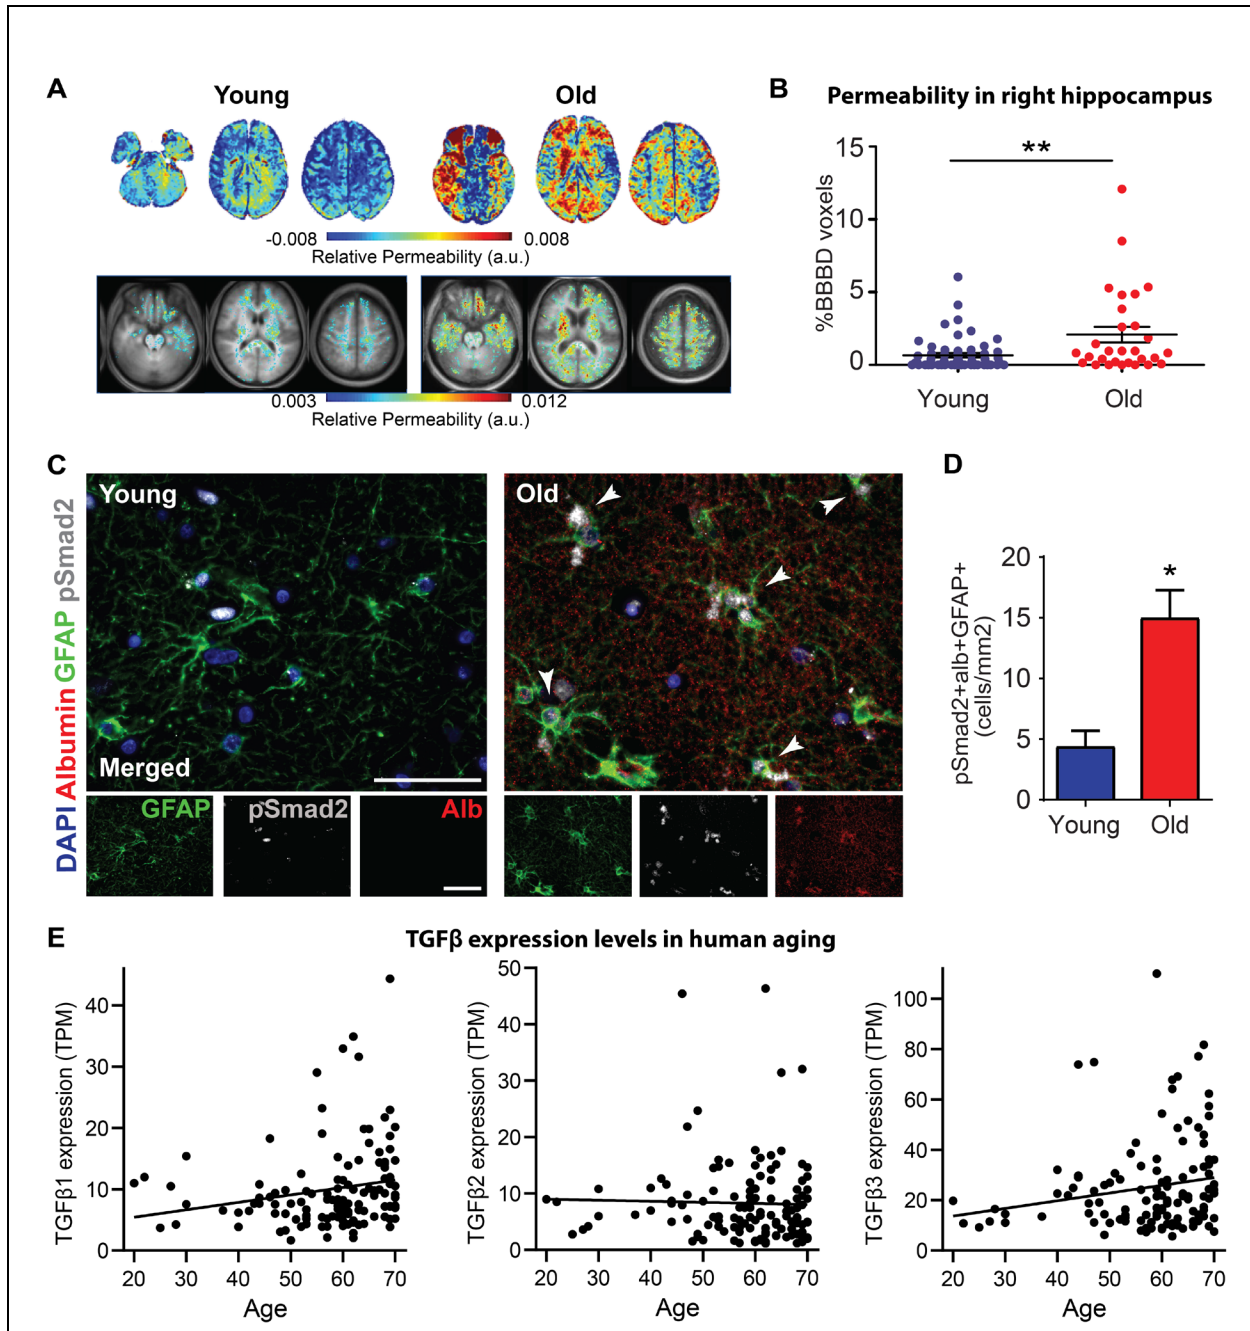 A
Young
Old
-0.008
0.008
Relative Permeability (a.u.)
0.003
0.012
Relative Permeability (a.u.)
B
Permeability in right hippocampus
**
%BBBD voxels
15
10
5
0
Young
Old
C
DAPI Albumin GFAP pSmad2
Young
Merged
Old
GFAP
pSmad2
Alb
D
pSmad2+alb+GFAP+
(cells/mm2)
20
15
10
5
0
*
Young
Old
E
TGFβ expression levels in human aging
TGFβ1 expression (TPM)
40
30
20
10
0
20 30 40 50 60 70
Age
TGFβ2 expression (TPM)
50
40
30
20
10
0
20 30 40 50 60 70
Age
TGFβ3 expression (TPM)
100
80
60
40
20
0
20 30 40 50 60 70
Age